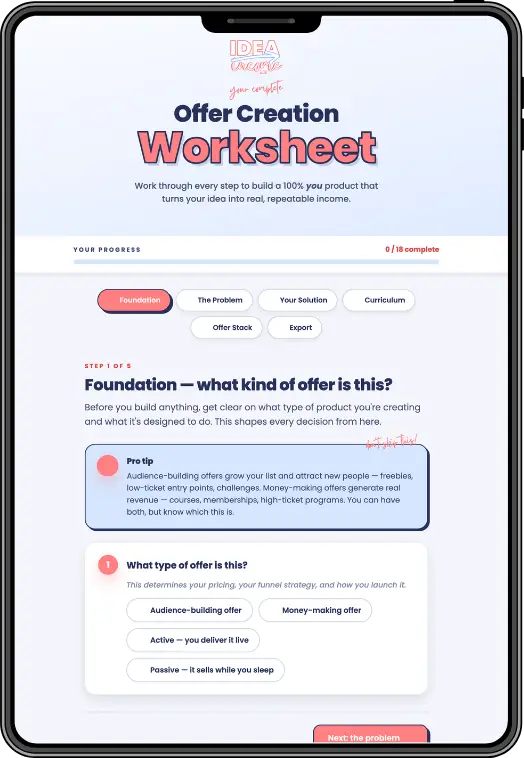 IDEA
income
your complete
Offer Creation
Worksheet
Work through every step to build a 100% you product that
turns your idea into real, repeatable income.
YOUR PROGRESS
0 / 18 complete
Foundation
The Problem
Your Solution
Curriculum
Offer Stack
Export
STEP 1 OF 5
Foundation — what kind of offer is this?
Before you build anything, get clear on what type of product you're creating
and what it's designed to do. This shapes every decision from here.
don't skip this!
Pro tip
Audience-building offers grow your list and attract new people — freebies,
low-ticket entry points, challenges. Money-making offers generate real
revenue — courses, memberships, high-ticket programs. You can have
both, but know which this is.
1
What type of offer is this?
This determines your pricing, your funnel strategy, and how you launch it.
Audience-building offer
Money-making offer
Active — you deliver it live
Passive — it sells while you sleep
Next: the problem